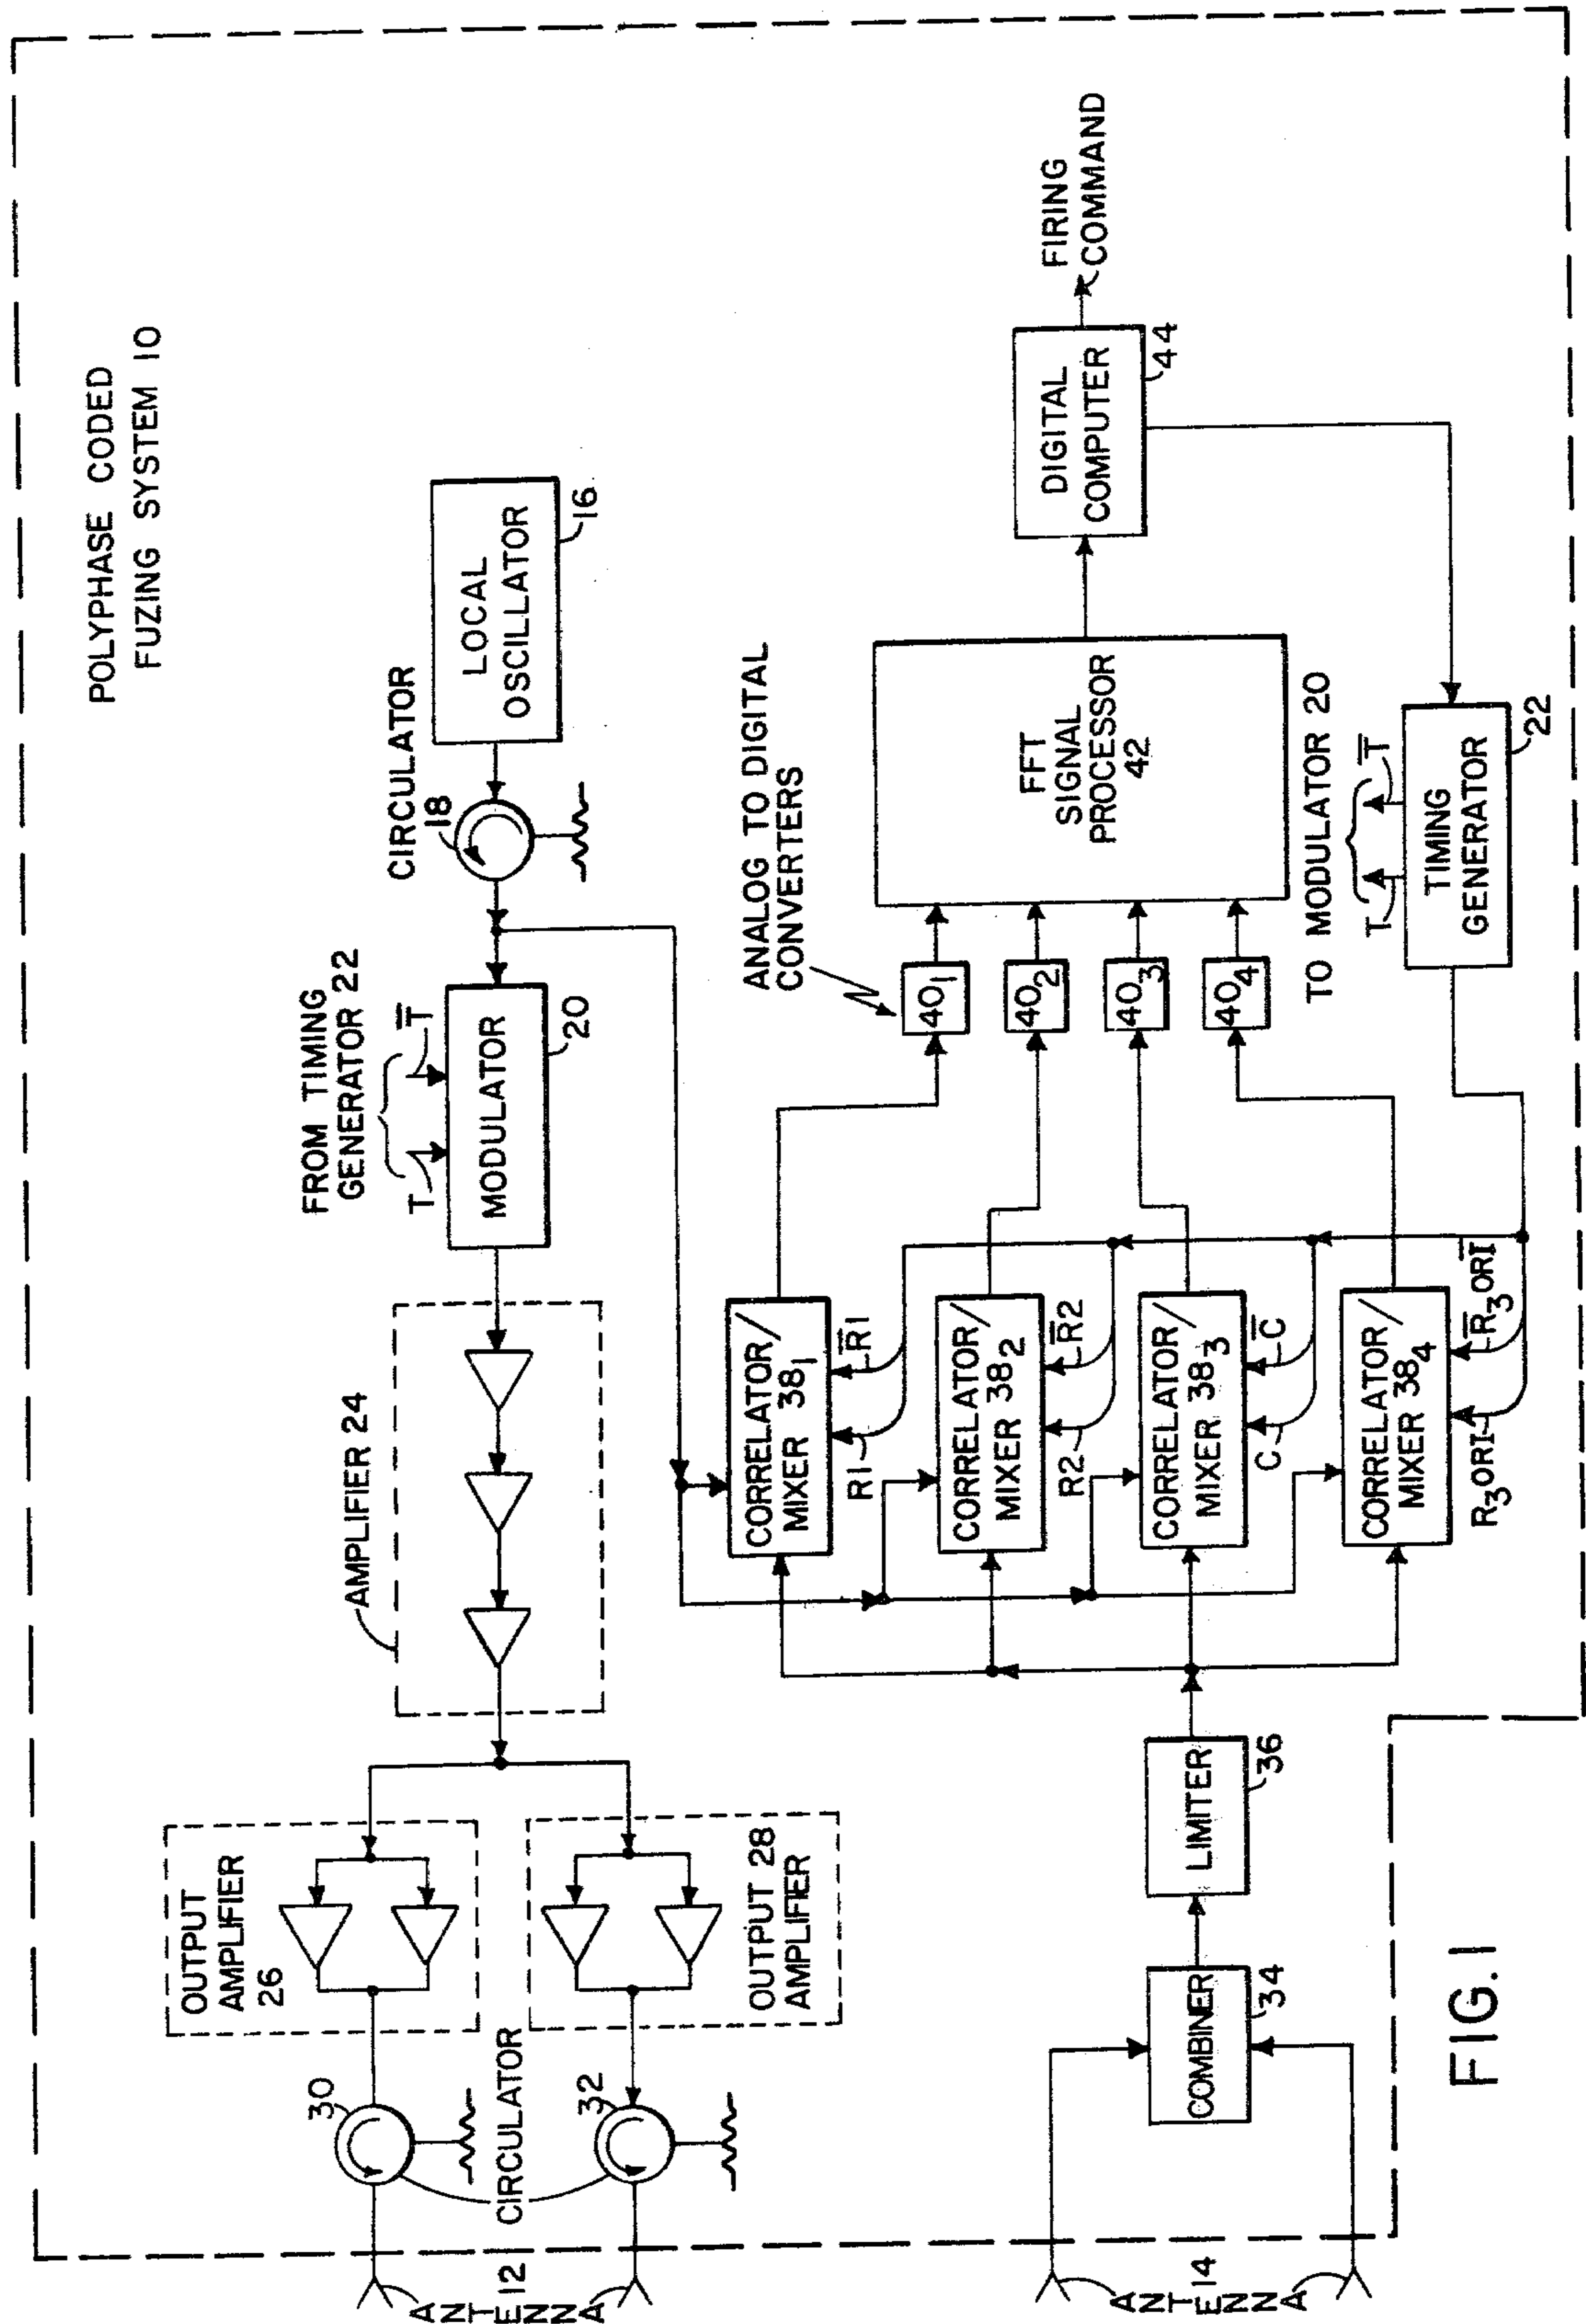 POLYPHASE CODED
FUZING SYSTEM 10
LOCAL
OSCILLATOR
16
CIRCULATOR
18
FROM TIMING
GENERATOR 22
T
T̅
MODULATOR
20
AMPLIFIER 24
OUTPUT
AMPLIFIER
26
OUTPUT 28
AMPLIFIER
30
CIRCULATOR
32
ANTENNA 12
ANTENNA 14
COMBINER
34
LIMITER
36
CORRELATOR/
MIXER 38₁
R1
R̅1
CORRELATOR/
MIXER 38₂
R2
R̅2
CORRELATOR/
MIXER 38₃
C
C̅
CORRELATOR/
MIXER 38₄
R₃ORI
R̅₃ORI̅
ANALOG TO DIGITAL
CONVERTERS
40₁
40₂
40₃
40₄
FFT
SIGNAL
PROCESSOR
42
DIGITAL
COMPUTER
44
FIRING
COMMAND
TO MODULATOR 20
T
T̅
TIMING
GENERATOR
22
FIG. 1